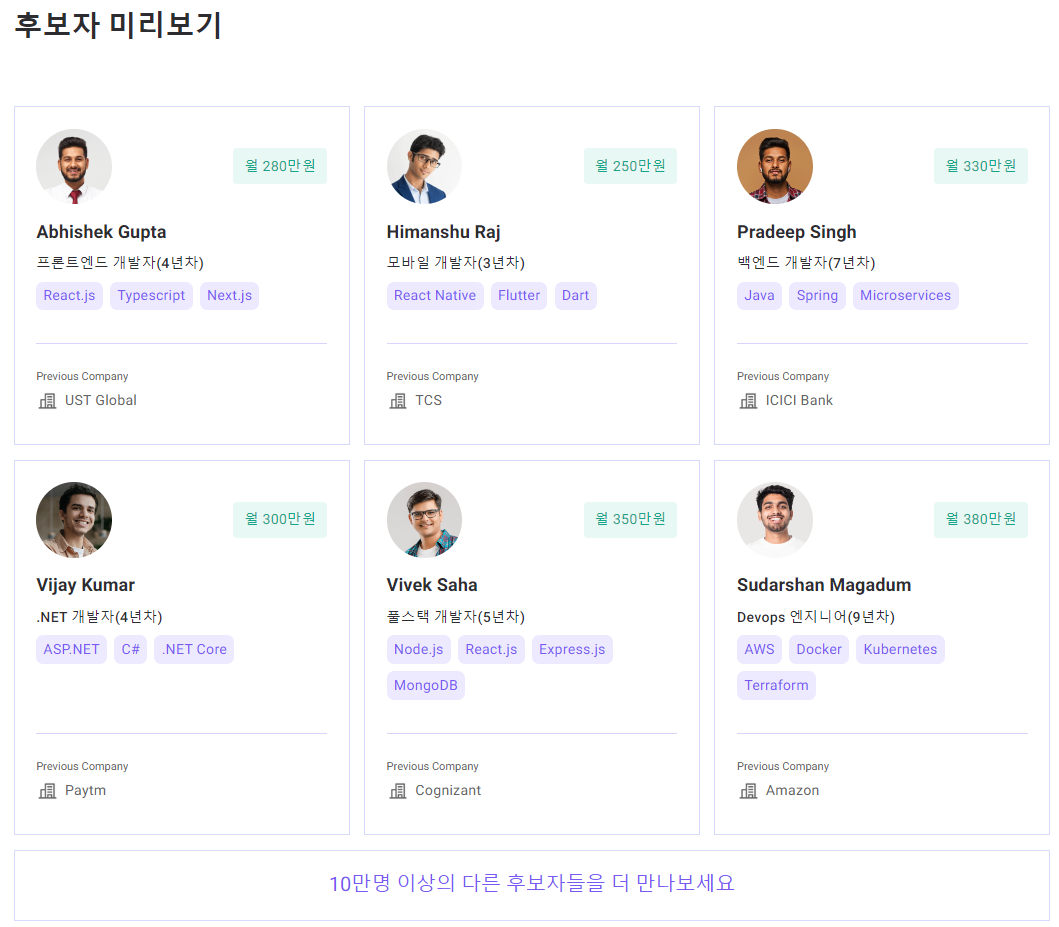 후보자 미리보기
월 280만원
Abhishek Gupta
프론트엔드 개발자(4년차)
React.js Typescript Next.js
Previous Company
UST Global
월 250만원
Himanshu Raj
모바일 개발자(3년차)
React Native Flutter Dart
Previous Company
TCS
월 330만원
Pradeep Singh
백엔드 개발자(7년차)
Java Spring Microservices
Previous Company
ICICI Bank
월 300만원
Vijay Kumar
.NET 개발자(4년차)
ASP.NET C# .NET Core
Previous Company
Paytm
월 350만원
Vivek Saha
풀스택 개발자(5년차)
Node.js React.js Express.js
MongoDB
Previous Company
Cognizant
월 380만원
Sudarshan Magadum
Devops 엔지니어(9년차)
AWS Docker Kubernetes
Terraform
Previous Company
Amazon
10만명 이상의 다른 후보자들을 더 만나보세요